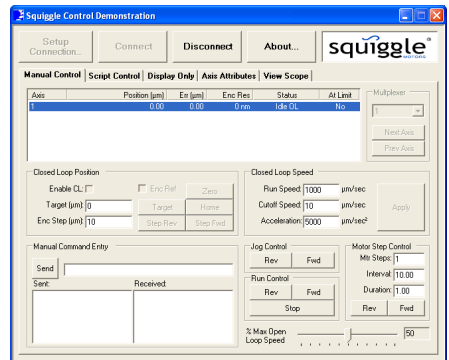 Squiggle Control Demonstration
Setup Connection...
Connect
Disconnect
About...
squiggle®
MOTORS
Manual Control Script Control Display Only Axis Attributes View Scope
Axis Position (µm) Err (µm) Enc Res Status At Limit
1 0.00 0.00 0 nm Idle OL No
Multiplexer
1
Next Axis
Prev Axis
Closed Loop Position
Enable CL: Enc Ref Zero
Target (µm): 0 Target Home
Enc Step (µm): 10 Step Rev Step Fwd
Closed Loop Speed
Run Speed: 1000 µm/sec
Cutoff Speed: 10 µm/sec
Acceleration: 5000 µm/sec²
Apply
Manual Command Entry
Send
Sent: Received:
Jog Control
Rev Fwd
Run Control
Rev Fwd
Stop
Motor Step Control
Mtr Steps: 1
Interval: 10.00
Duration: 1.00
Rev Fwd
% Max Open Loop Speed 50